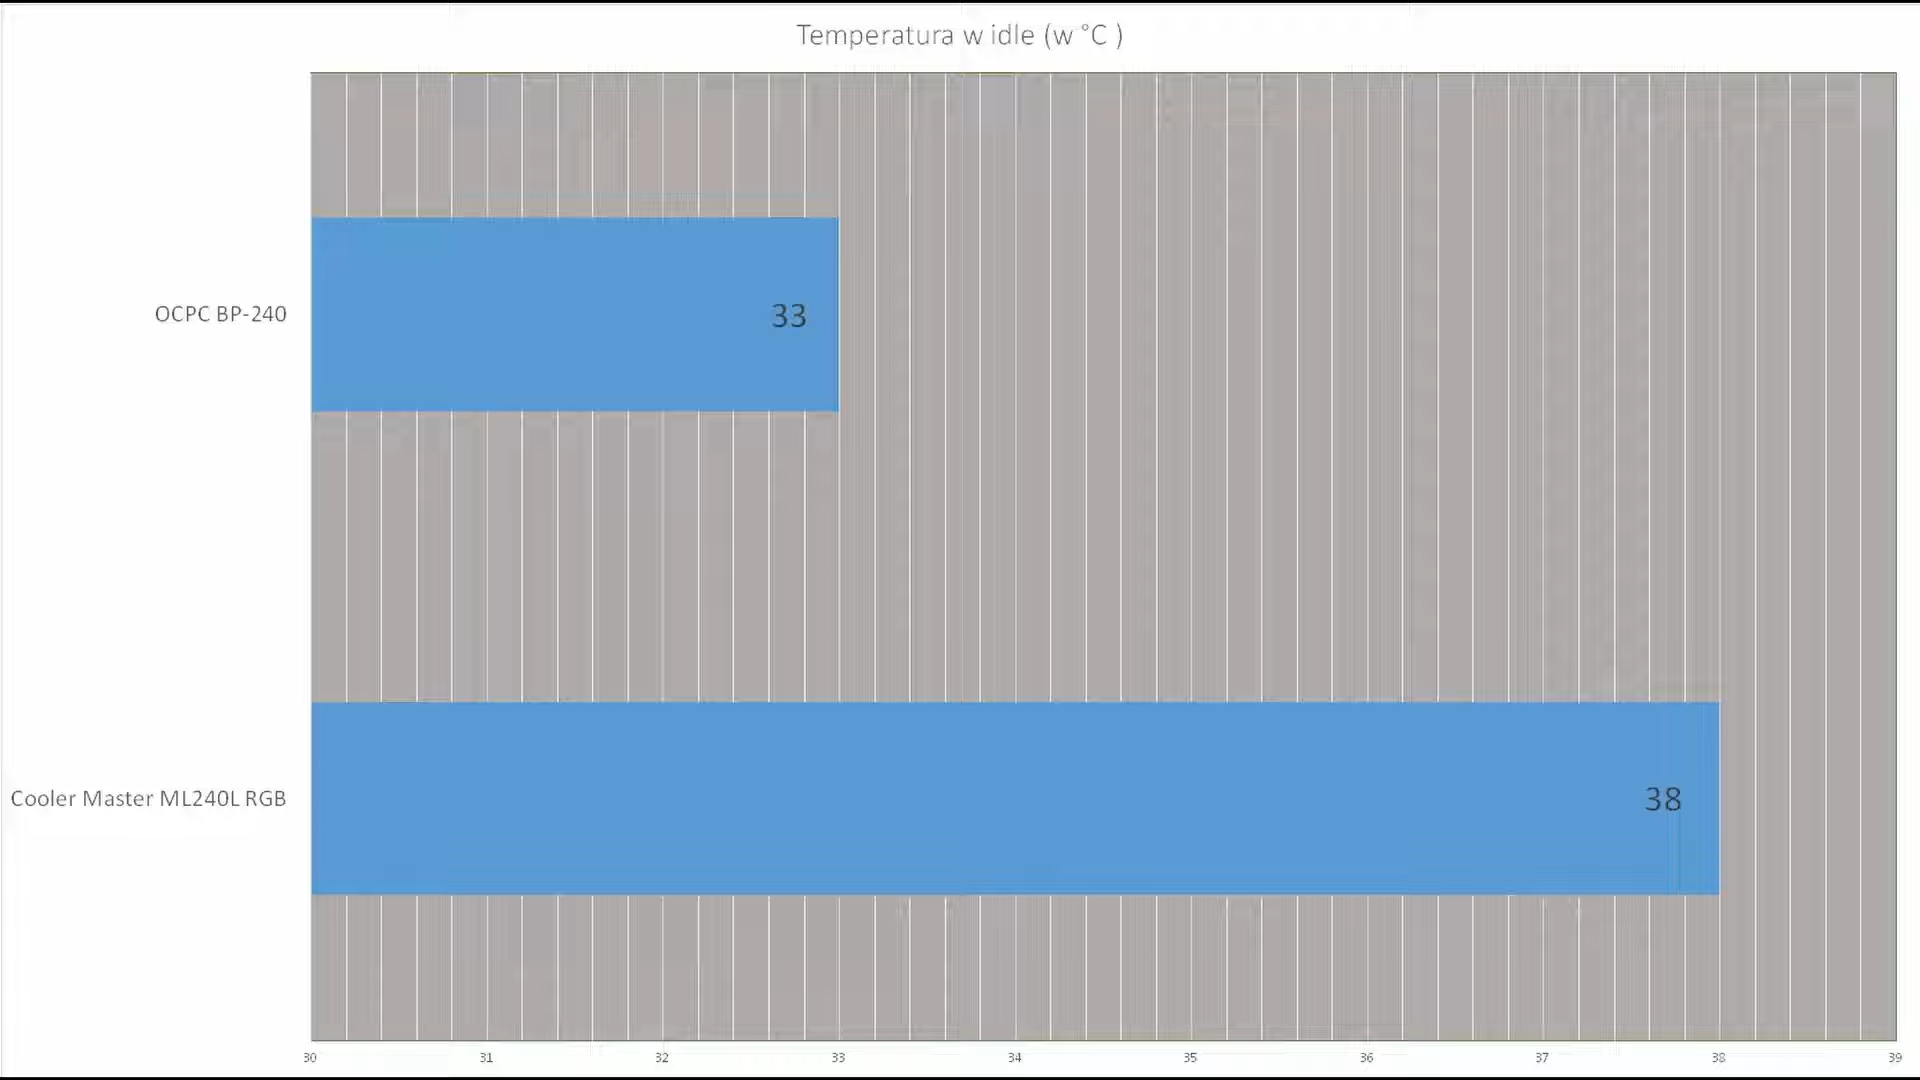 Temperatura w idle (w °C )
OCPC BP-240
33
Cooler Master ML240L RGB
38
30 31 32 33 34 35 36 37 38 39